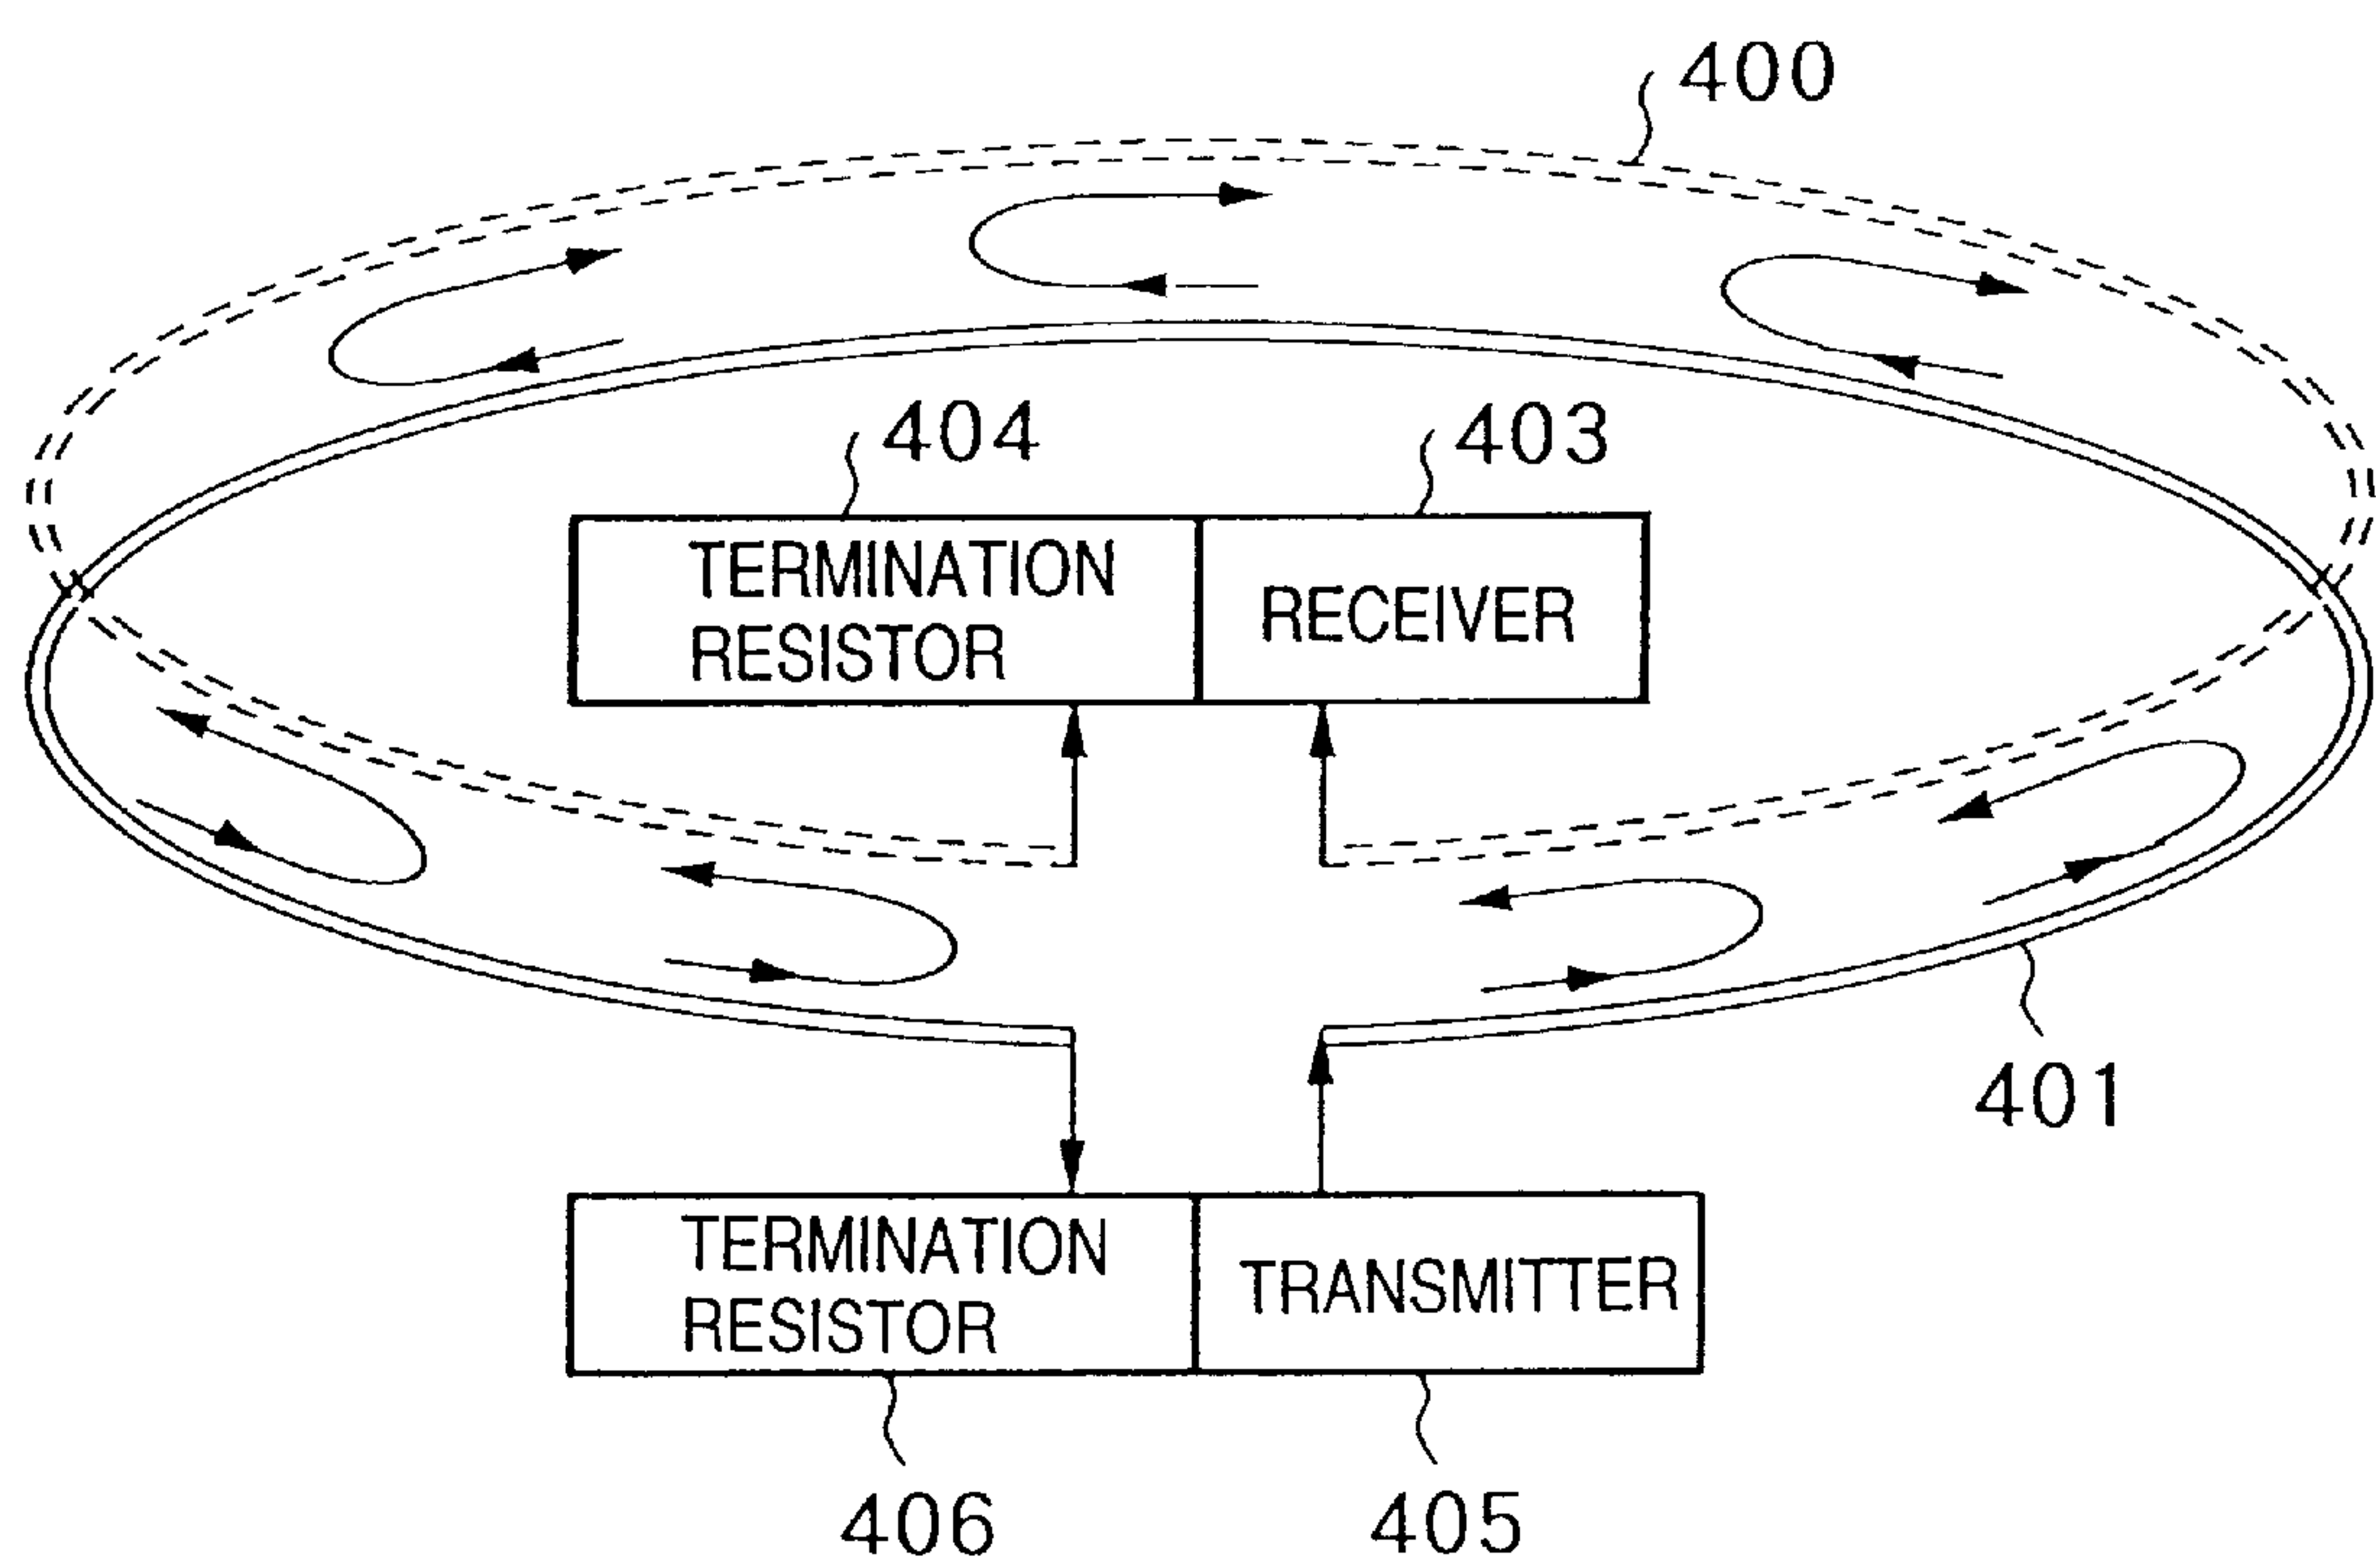 400
404
403
TERMINATION
RESISTOR
RECEIVER
401
TERMINATION
RESISTOR
TRANSMITTER
406
405